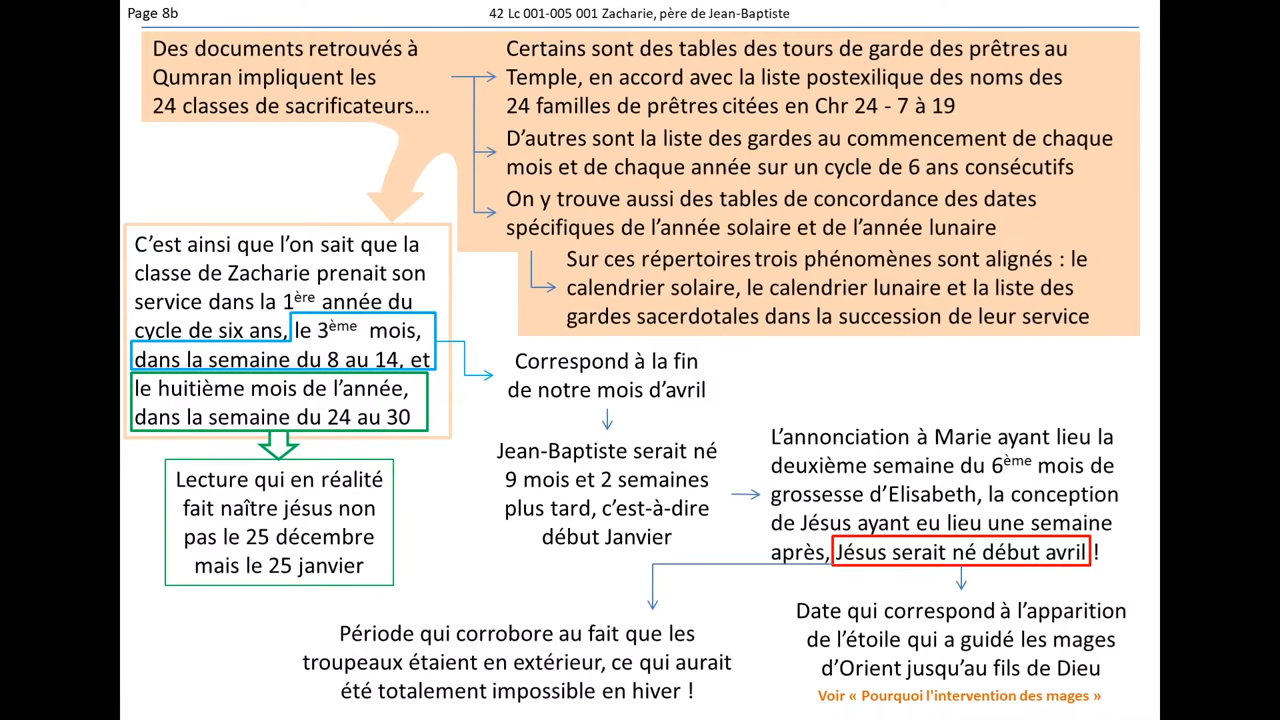 Page 8b
42 Lc 001-005 001 Zacharie, père de Jean-Baptiste
Des documents retrouvés à
Qumran impliquent les
24 classes de sacrificateurs…
Certains sont des tables des tours de garde des prêtres au
Temple, en accord avec la liste postexilique des noms des
24 familles de prêtres citées en Chr 24 - 7 à 19
D’autres sont la liste des gardes au commencement de chaque
mois et de chaque année sur un cycle de 6 ans consécutifs
On y trouve aussi des tables de concordance des dates
spécifiques de l’année solaire et de l’année lunaire
Sur ces répertoires trois phénomènes sont alignés : le
calendrier solaire, le calendrier lunaire et la liste des
gardes sacerdotales dans la succession de leur service
C’est ainsi que l’on sait que la
classe de Zacharie prenait son
service dans la 1ère année du
cycle de six ans, le 3ème mois,
dans la semaine du 8 au 14, et
le huitième mois de l’année,
dans la semaine du 24 au 30
Lecture qui en réalité
fait naître jésus non
pas le 25 décembre
mais le 25 janvier
Correspond à la fin
de notre mois d’avril
Jean-Baptiste serait né
9 mois et 2 semaines
plus tard, c’est-à-dire
début Janvier
L’annonciation à Marie ayant lieu la
deuxième semaine du 6ème mois de
grossesse d’Elisabeth, la conception
de Jésus ayant eu lieu une semaine
après, Jésus serait né début avril !
Période qui corrobore au fait que les
troupeaux étaient en extérieur, ce qui aurait
été totalement impossible en hiver !
Date qui correspond à l’apparition
de l’étoile qui a guidé les mages
d’Orient jusqu’au fils de Dieu
Voir « Pourquoi l'intervention des mages »